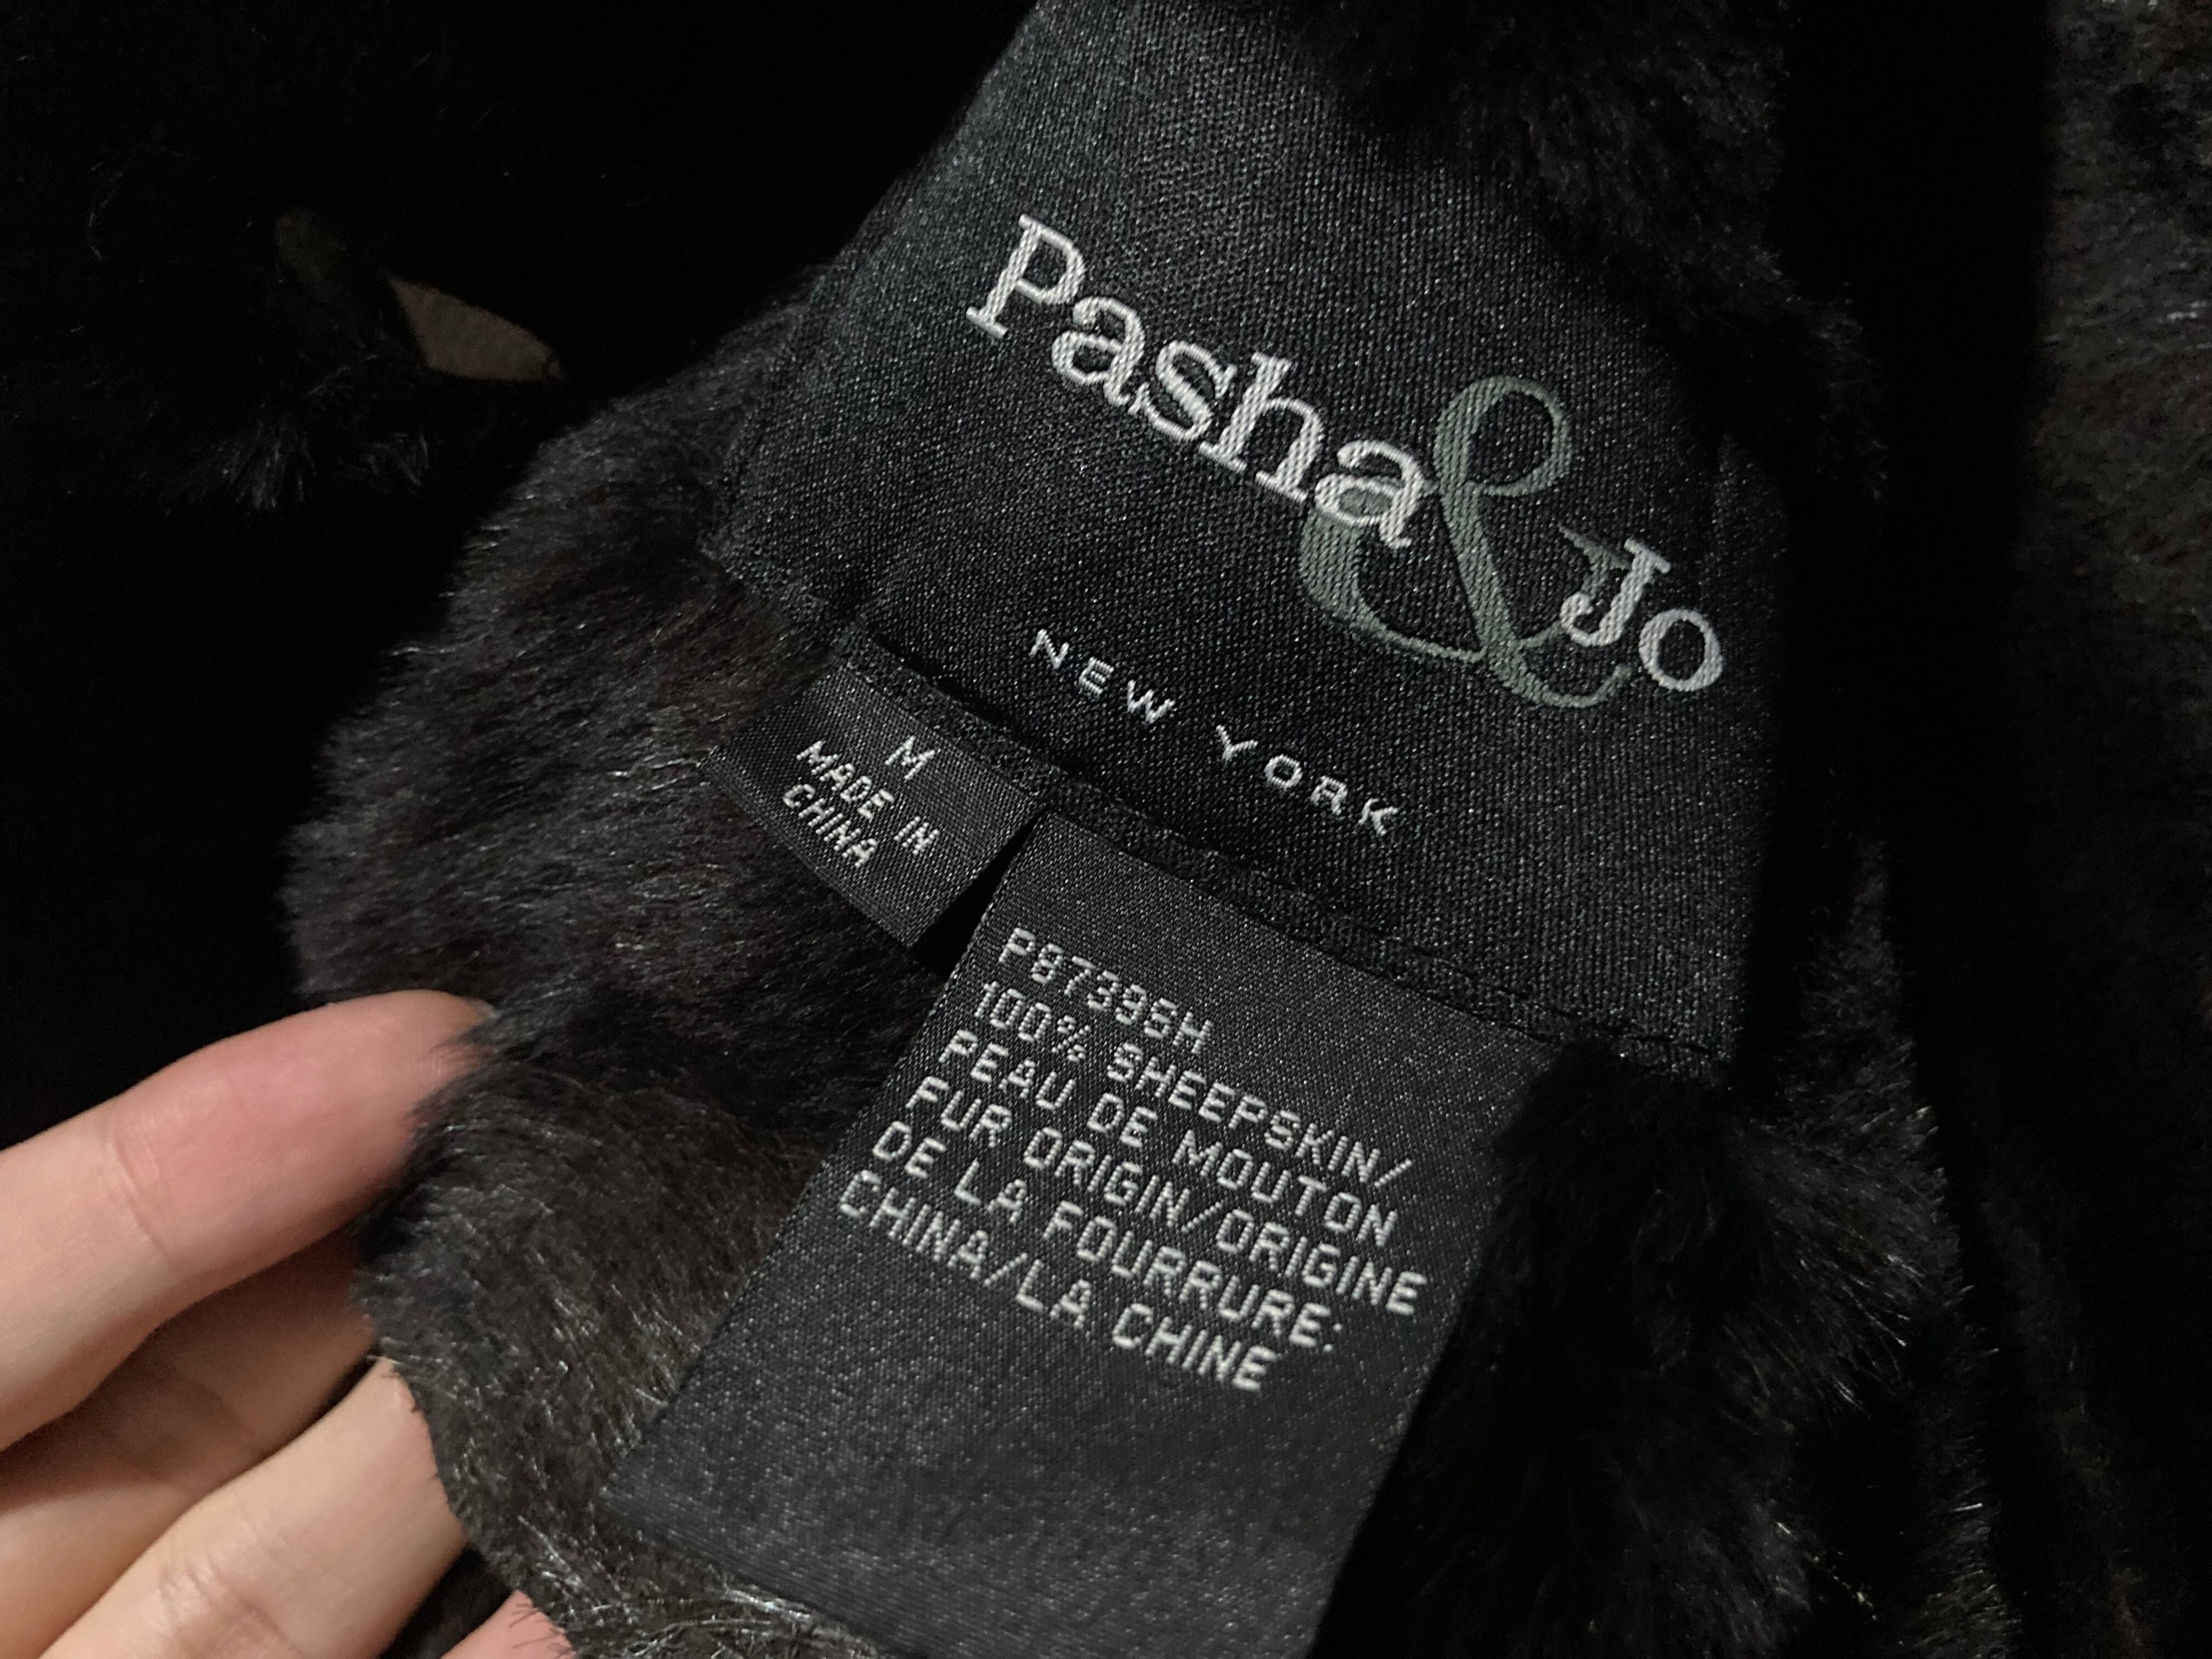 Pasha & Jo
NEW YORK
M
MADE IN
CHINA
P87395H
100% SHEEPSKIN/
PEAU DE MOUTON
FUR ORIGIN/ORIGINE
DE LA FOURRURE:
CHINA/LA CHINE